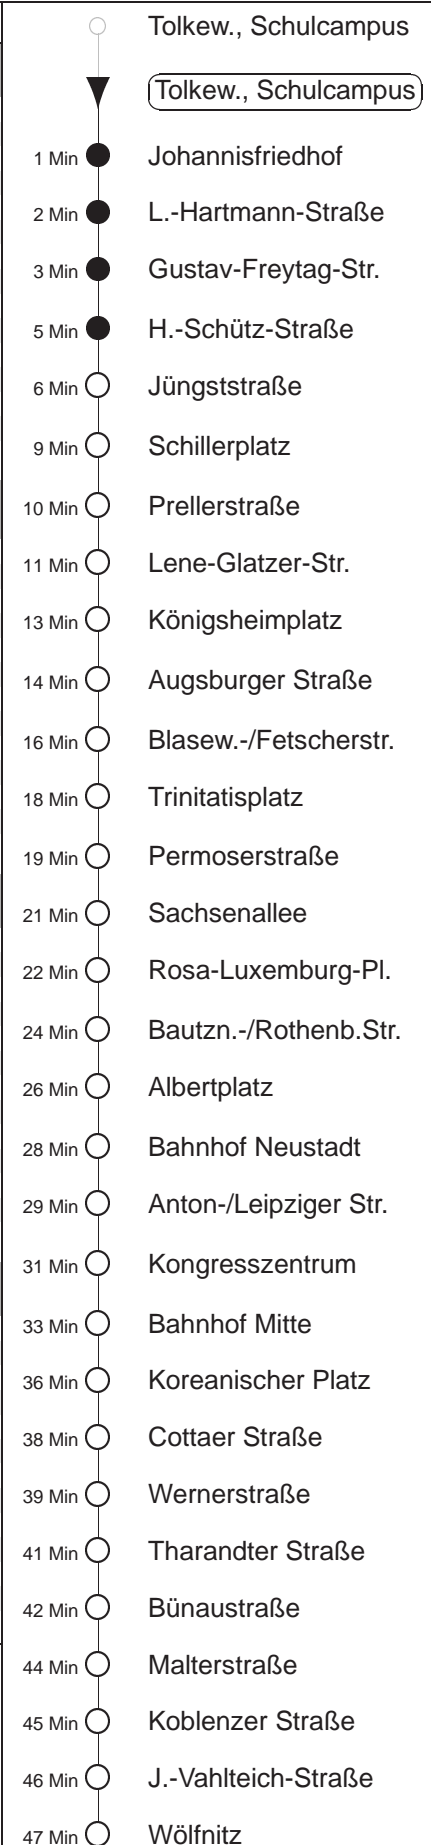 Tolkew., Schulcampus
Tolkew., Schulcampus
1 Min Johannisfriedhof
2 Min L.-Hartmann-Straße
3 Min Gustav-Freytag-Str.
5 Min H.-Schütz-Straße
6 Min Jüngststraße
9 Min Schillerplatz
10 Min Prellerstraße
11 Min Lene-Glatzer-Str.
13 Min Königsheimplatz
14 Min Augsburger Straße
16 Min Blasew.-/Fetscherstr.
18 Min Trinitatisplatz
19 Min Permoserstraße
21 Min Sachsenallee
22 Min Rosa-Luxemburg-Pl.
24 Min Bautzn.-/Rothenb.Str.
26 Min Albertplatz
28 Min Bahnhof Neustadt
29 Min Anton-/Leipziger Str.
31 Min Kongresszentrum
33 Min Bahnhof Mitte
36 Min Koreanischer Platz
38 Min Cottaer Straße
39 Min Wernerstraße
41 Min Tharandter Straße
42 Min Bünaustraße
44 Min Malterstraße
45 Min Koblenzer Straße
46 Min J.-Vahlteich-Straße
47 Min Wölfnitz